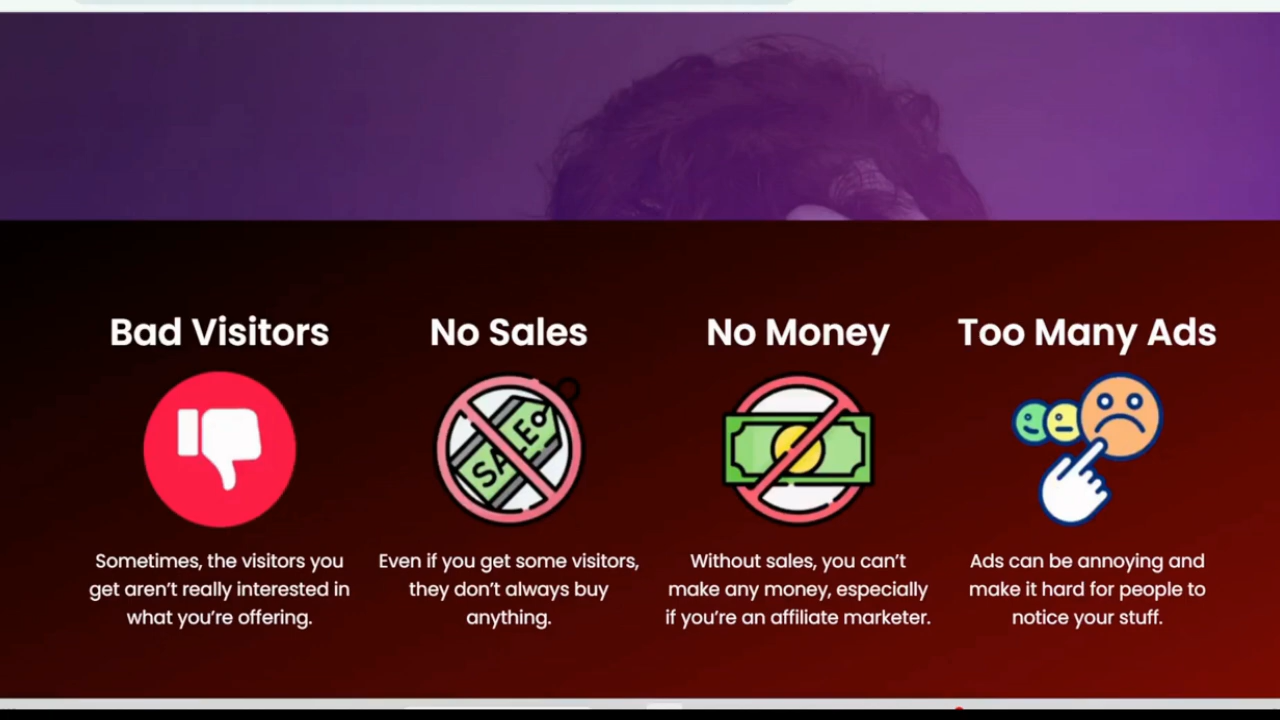 Bad Visitors
No Sales
No Money
Too Many Ads
SALE
Sometimes, the visitors you
get aren't really interested in
what you're offering.
Even if you get some visitors,
they don't always buy
anything.
Without sales, you can't
make any money, especially
if you're an affiliate marketer.
Ads can be annoying and
make it hard for people to
notice your stuff.